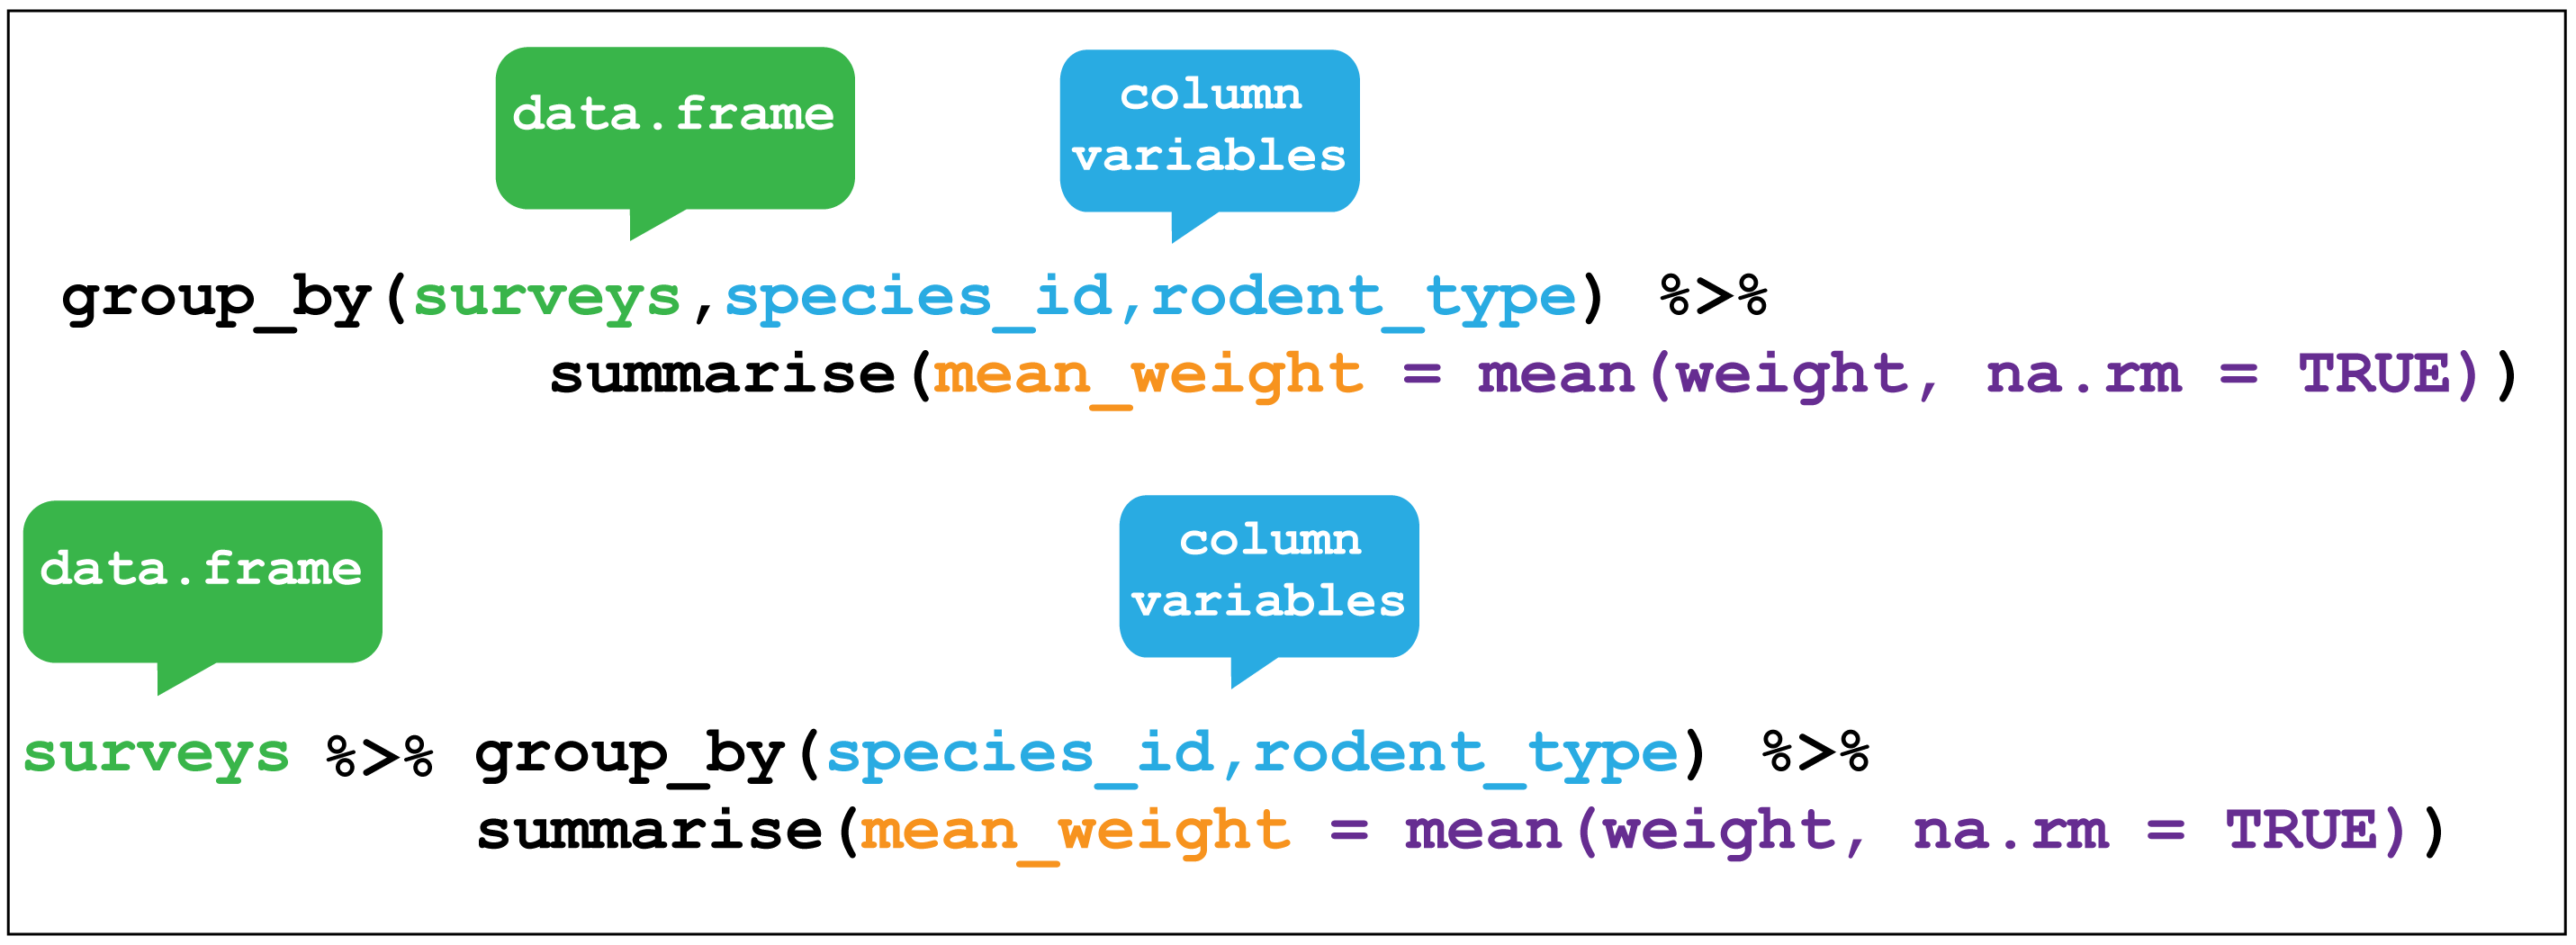 data.frame
column
variables
group_by(surveys,species_id,rodent_type) %>%
summarise(mean_weight = mean(weight, na.rm = TRUE))
data.frame
column
variables
surveys %>% group_by(species_id,rodent_type) %>%
summarise(mean_weight = mean(weight, na.rm = TRUE))